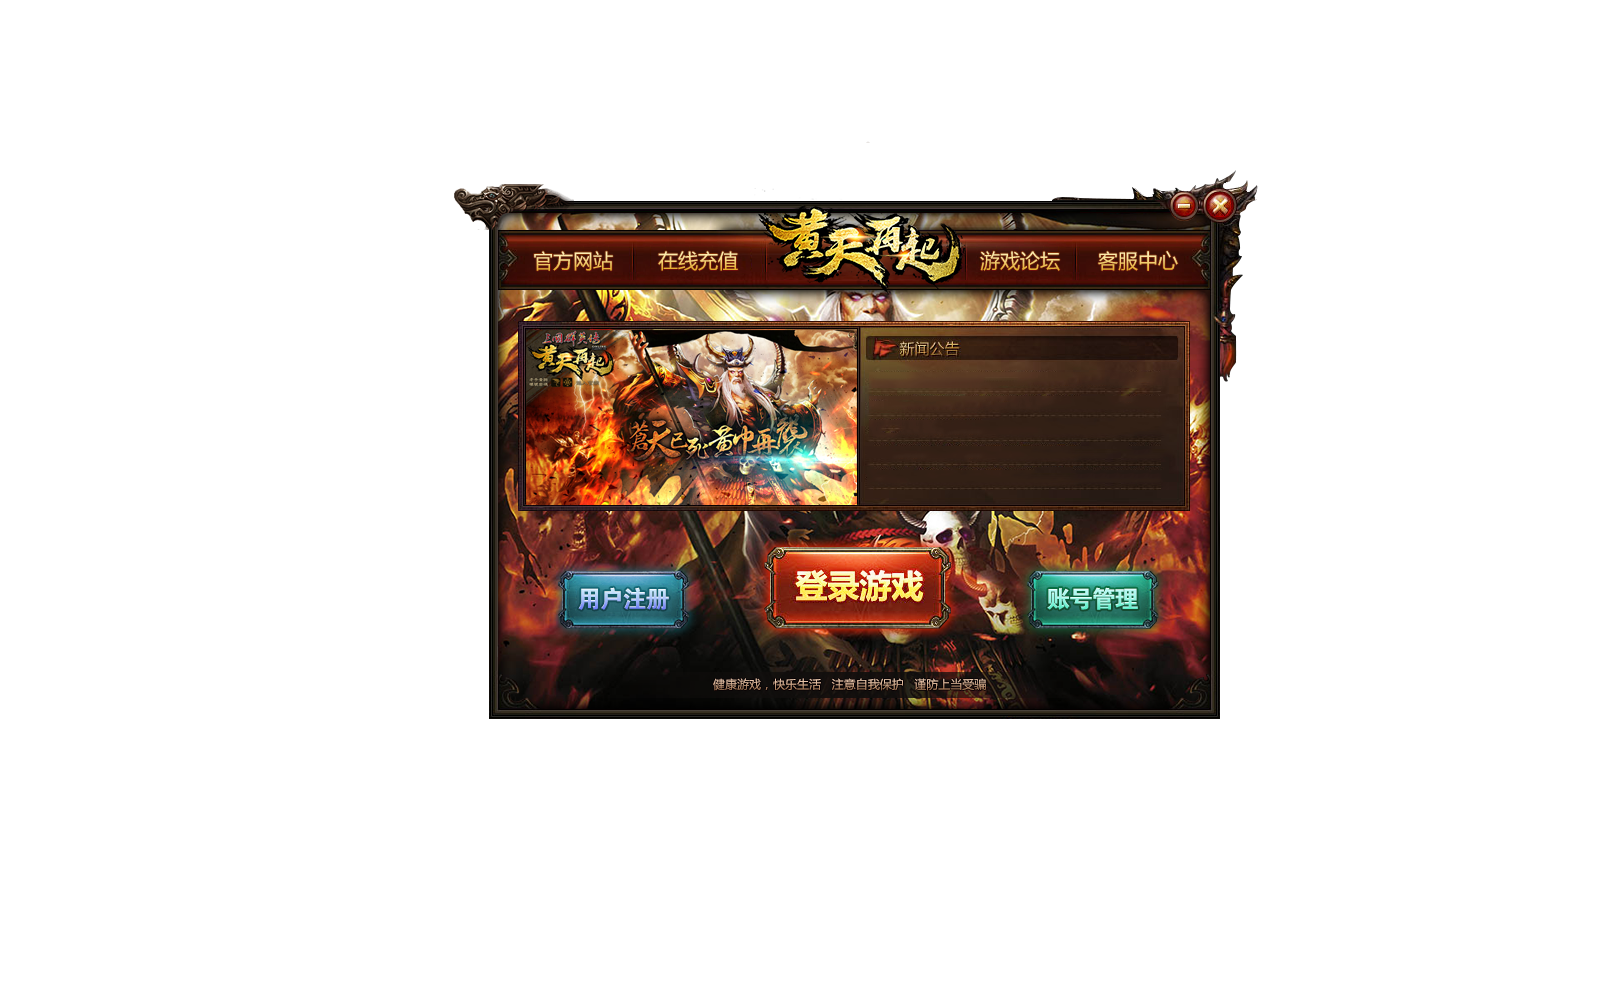 黄天再起
官方网站
在线充值
游戏论坛
客服中心
黄天再起
蒼天已死黄巾再襲
新闻公告
用户注册
登录游戏
账号管理
健康游戏，快乐生活 注意自我保护 谨防上当受骗